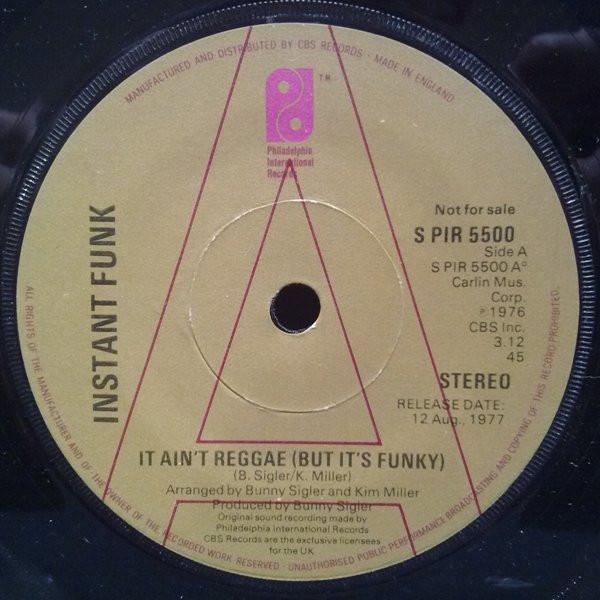 MANUFACTURED AND DISTRIBUTED BY CBS RECORDS · MADE IN ENGLAND.
TM
Philadelphia
International
Records
INSTANT FUNK
Not for sale
S PIR 5500
Side A
S PIR 5500 A°
Carlin Mus.
Corp.
℗ 1976
CBS Inc.
3.12
45
STEREO
RELEASE DATE:
12 Aug., 1977
A
IT AIN'T REGGAE (BUT IT'S FUNKY)
(B. Sigler/K. Miller)
Arranged by Bunny Sigler and Kim Miller
Produced by Bunny Sigler
Original sound recording made by
Philadelphia International Records
CBS Records are the exclusive licensees
for the UK
ALL RIGHTS OF THE MANUFACTURER AND OF THE OWNER OF THE RECORDED WORK RESERVED - UNAUTHORISED PUBLIC PERFORMANCE BROADCASTING AND COPYING OF THIS RECORD PROHIBITED.